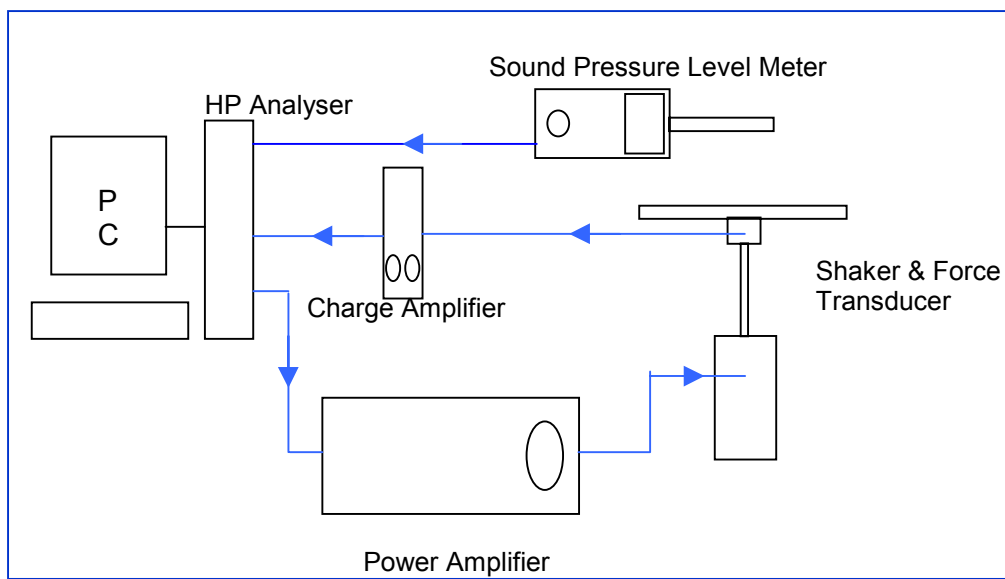 Sound Pressure Level Meter
HP Analyser
P
C
Shaker & Force
Transducer
Charge Amplifier
Power Amplifier